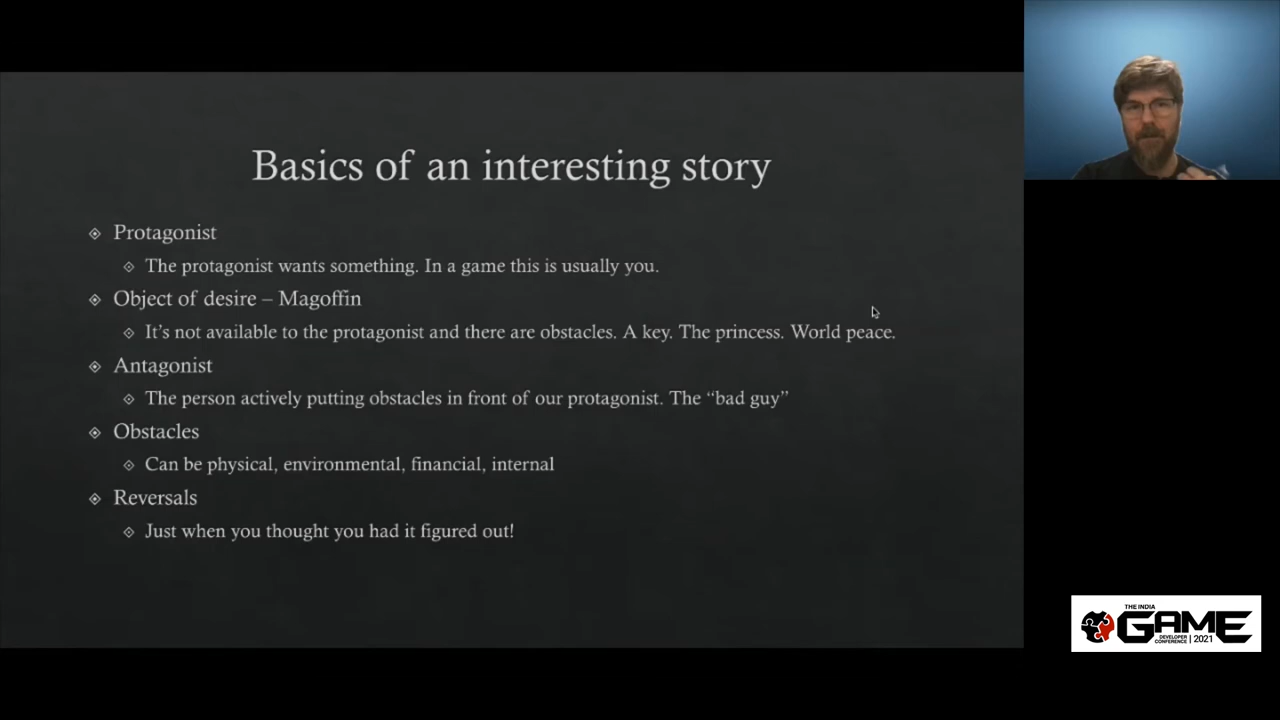 Basics of an interesting story
Protagonist
The protagonist wants something. In a game this is usually you.
Object of desire – Magoffin
It's not available to the protagonist and there are obstacles. A key. The princess. World peace.
Antagonist
The person actively putting obstacles in front of our protagonist. The “bad guy”
Obstacles
Can be physical, environmental, financial, internal
Reversals
Just when you thought you had it figured out!
THE INDIA
GAME
DEVELOPER
CONFERENCE | 2021